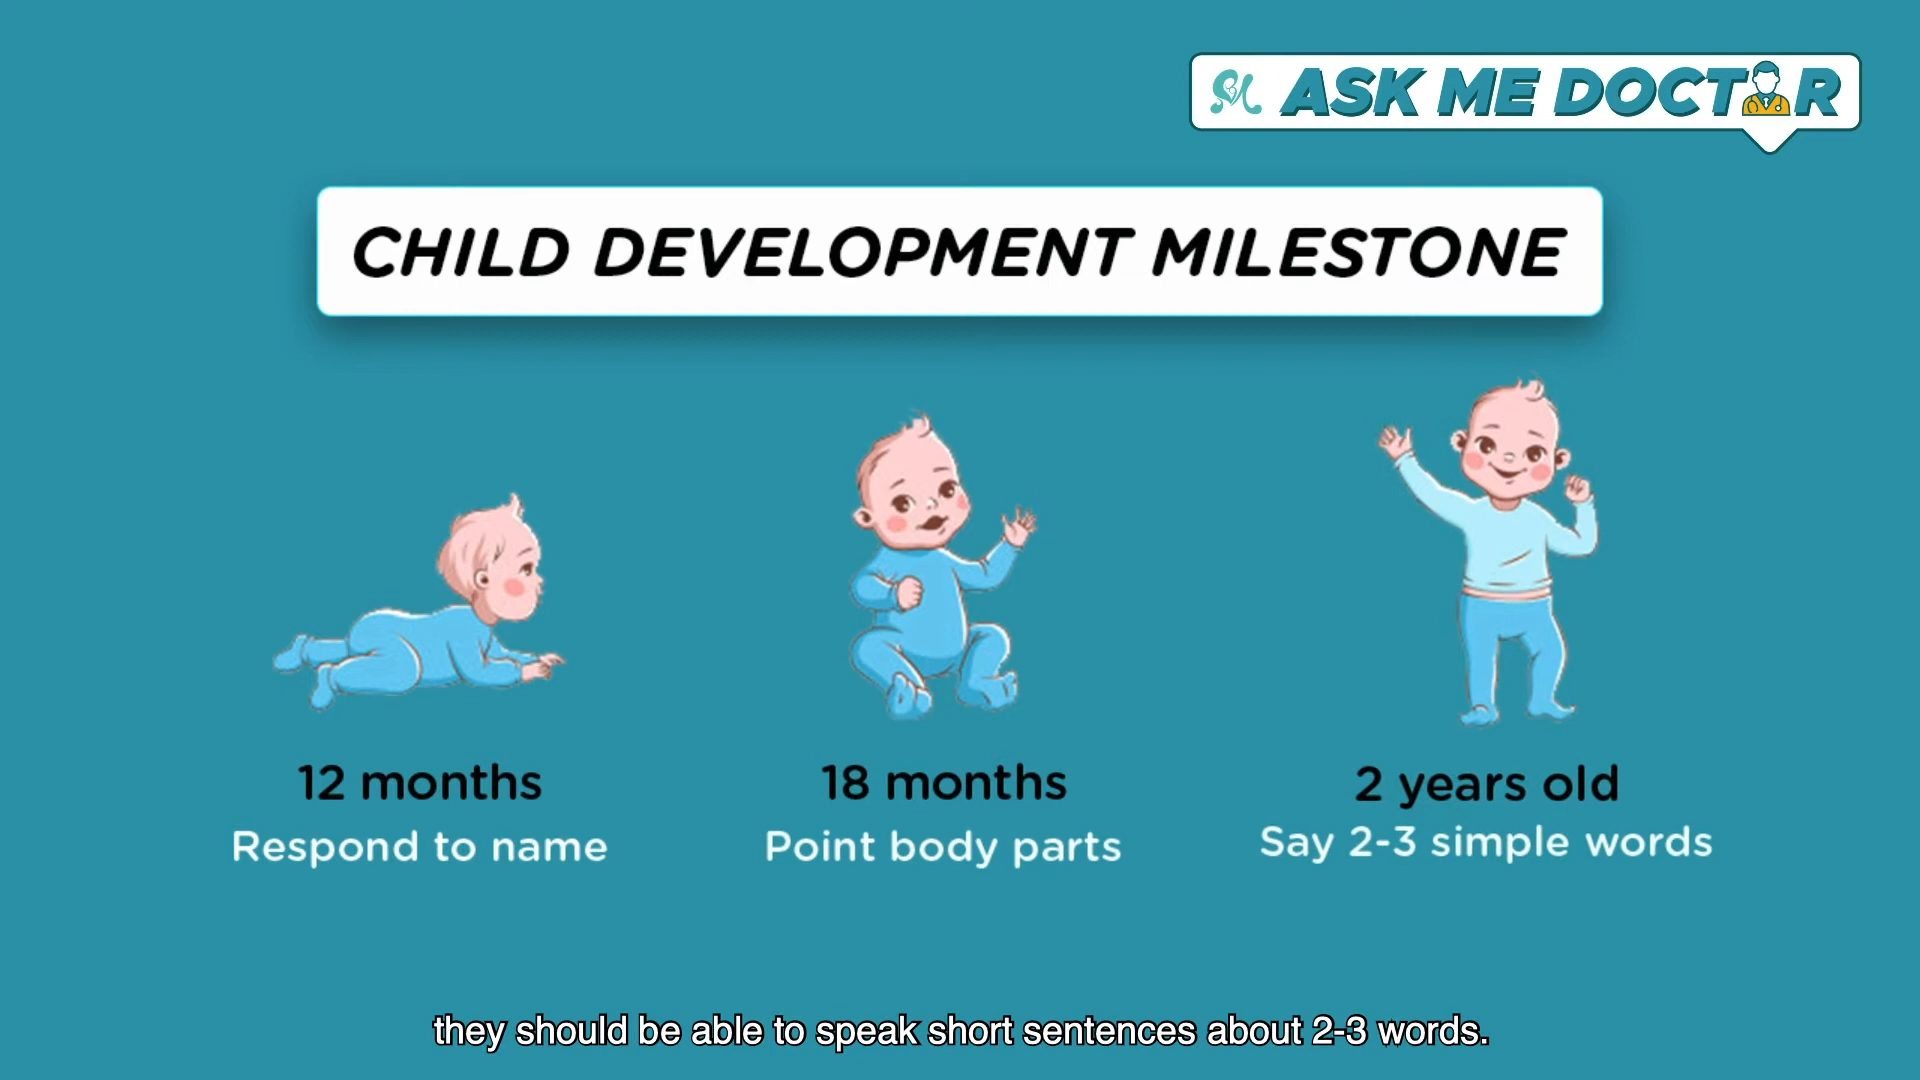 ASK ME DOCTOR
CHILD DEVELOPMENT MILESTONE
12 months
Respond to name
18 months
Point body parts
2 years old
Say 2-3 simple words
they should be able to speak short sentences about 2-3 words.